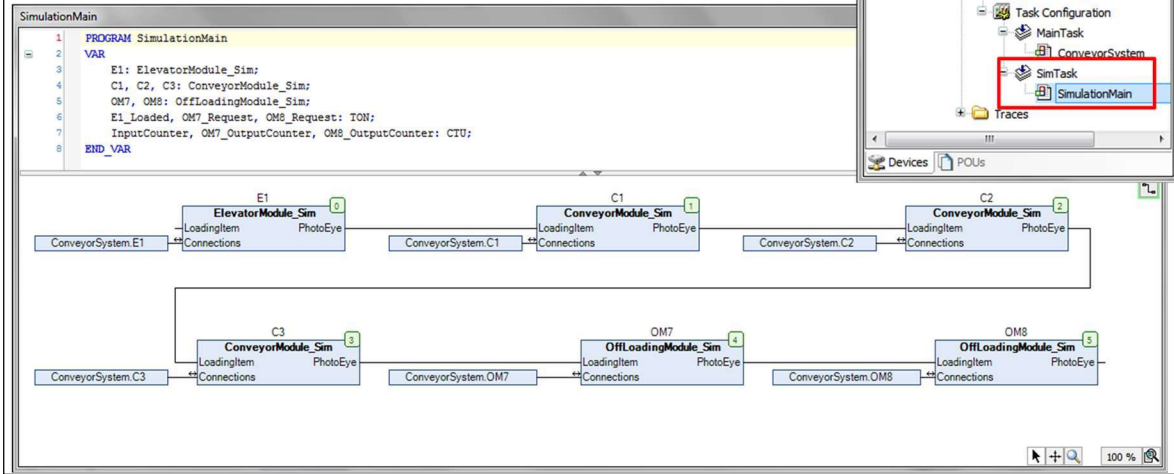 SimulationMain
1 PROGRAM SimulationMain
2 VAR
3 E1: ElevatorModule_Sim;
4 C1, C2, C3: ConveyorModule_Sim;
5 OM7, OM8: OffLoadingModule_Sim;
6 E1_Loaded, OM7_Request, OM8_Request: TON;
7 InputCounter, OM7_OutputCounter, OM8_OutputCounter: CTU;
8 END_VAR
Task Configuration
MainTask
ConveyorSystem
SimTask
SimulationMain
Traces
Devices POUs
E1 C1 C2
ElevatorModule_Sim 0 ConveyorModule_Sim 1 ConveyorModule_Sim 2
LoadingItem PhotoEye LoadingItem PhotoEye LoadingItem PhotoEye
ConveyorSystem.E1 Connections ConveyorSystem.C1 Connections ConveyorSystem.C2 Connections
C3 OM7 OM8
ConveyorModule_Sim 3 OffLoadingModule_Sim 4 OffLoadingModule_Sim 5
LoadingItem PhotoEye LoadingItem PhotoEye LoadingItem PhotoEye
ConveyorSystem.C3 Connections ConveyorSystem.OM7 Connections ConveyorSystem.OM8 Connections
100 %